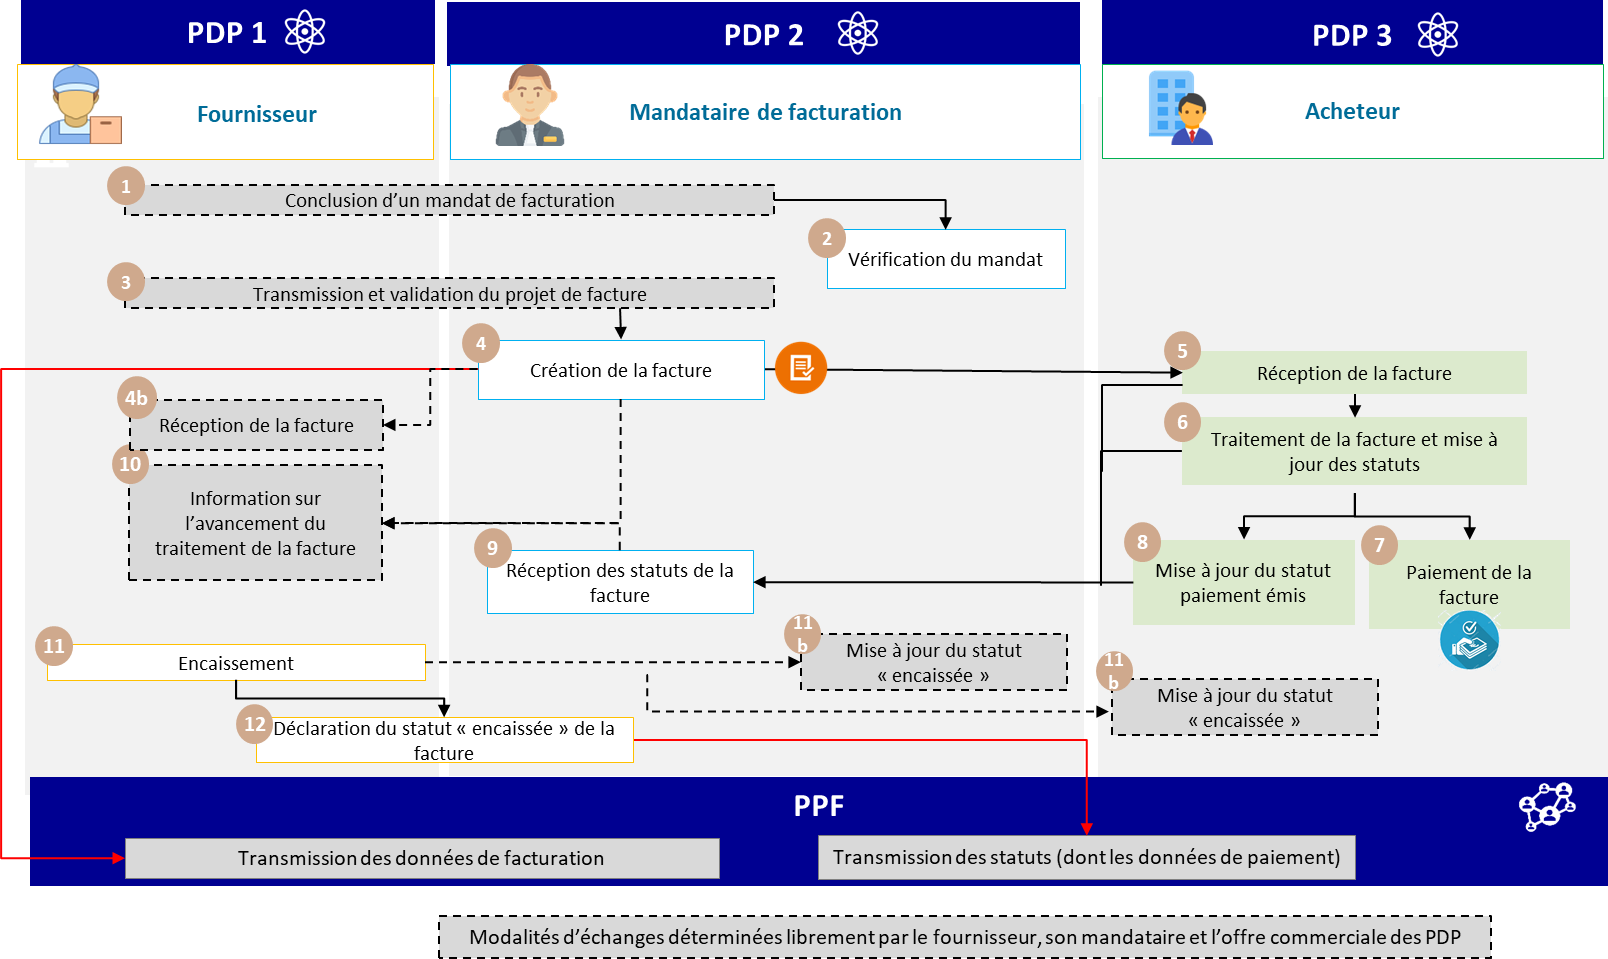 PDP 1
PDP 2
PDP 3
Fournisseur
Mandataire de facturation
Acheteur
1
Conclusion d’un mandat de facturation
2
Vérification du mandat
3
Transmission et validation du projet de facture
4
Création de la facture
5
Réception de la facture
4b
Réception de la facture
6
Traitement de la facture et mise à
jour des statuts
10
Information sur
l’avancement du
traitement de la facture
9
Réception des statuts de la
facture
8
Mise à jour du statut
paiement émis
7
Paiement de la
facture
11
Encaissement
11
b
Mise à jour du statut
« encaissée »
11
b
Mise à jour du statut
« encaissée »
12
Déclaration du statut « encaissée » de la
facture
PPF
Transmission des données de facturation
Transmission des statuts (dont les données de paiement)
Modalités d’échanges déterminées librement par le fournisseur, son mandataire et l’offre commerciale des PDP